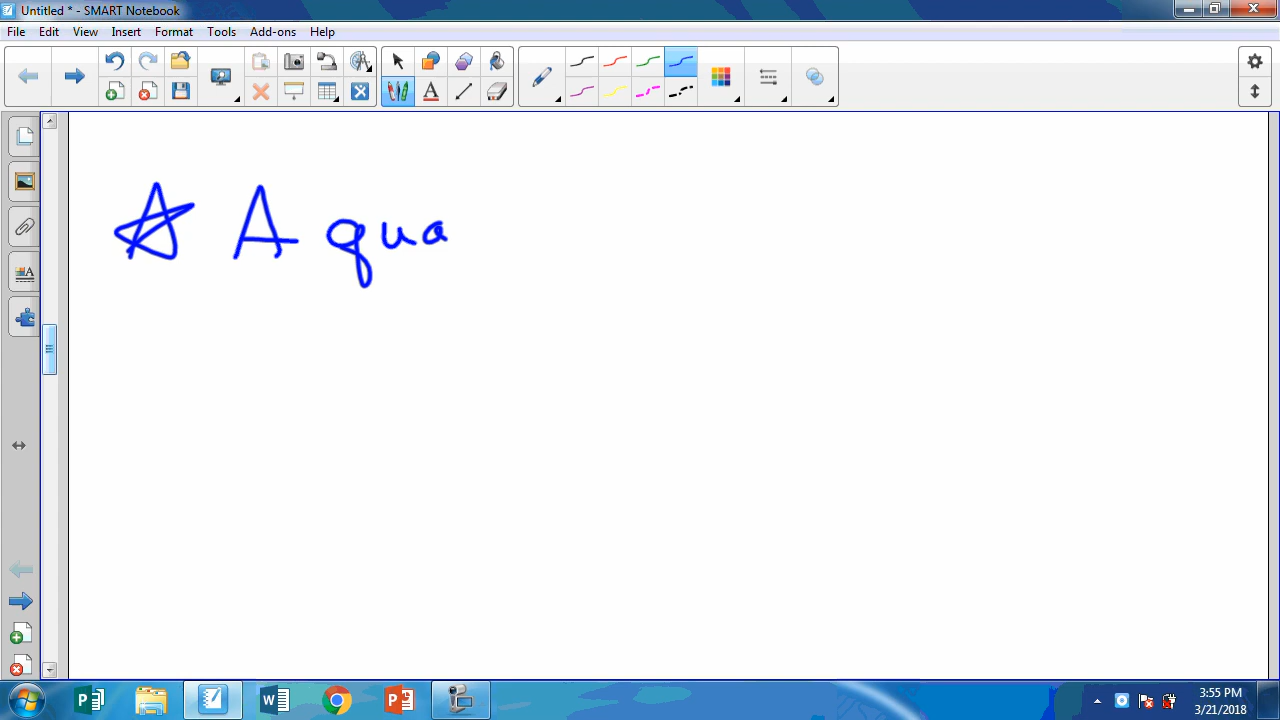 Untitled * - SMART Notebook
File Edit View Insert Format Tools Add-ons Help
A qua
3:55 PM
3/21/2018